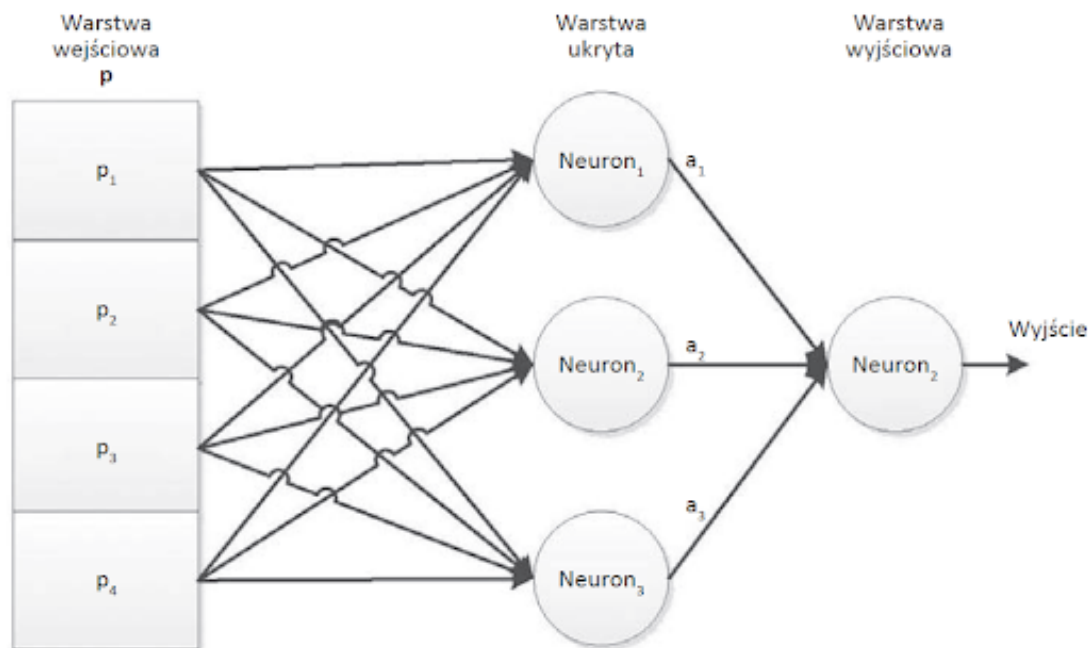 Warstwa
wejściowa
p
Warstwa
ukryta
Warstwa
wyjściowa
p₁
p₂
p₃
p₄
Neuron₁
Neuron₂
Neuron₃
a₁
a₂
a₃
Neuron₂
Wyjście